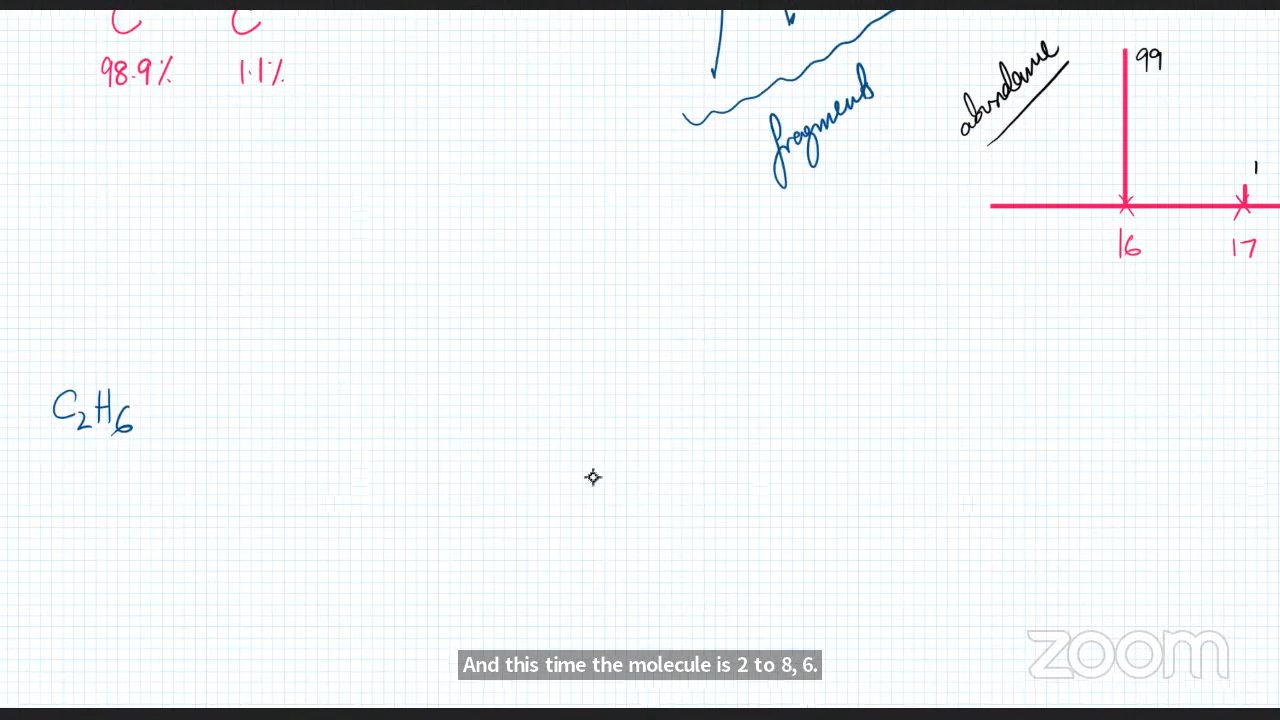 C C
98.9% 1.1%
fragments
abundance
99
1
16 17
C2H6
And this time the molecule is 2 to 8, 6.
zoom